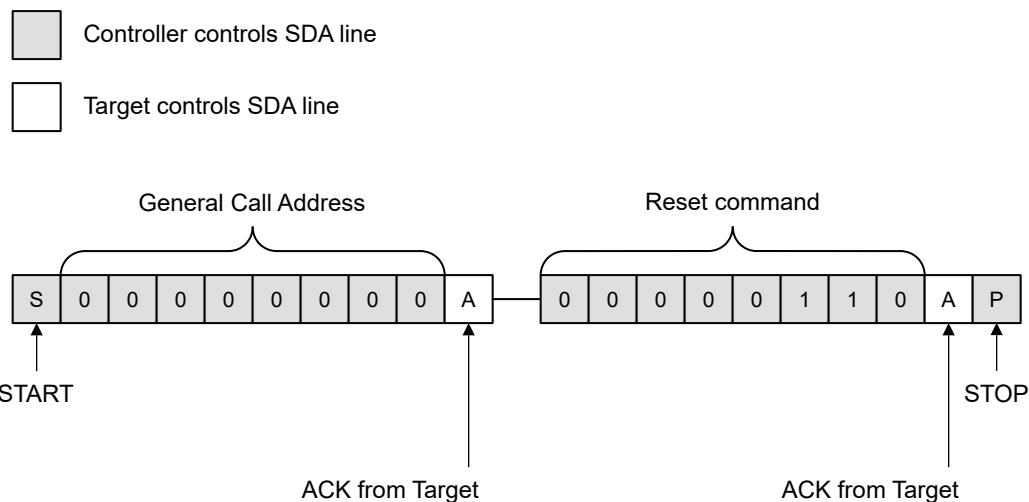 Controller controls SDA line
Target controls SDA line
General Call Address
Reset command
S 0 0 0 0 0 0 0 0 A 0 0 0 0 0 1 1 0 A P
START
STOP
ACK from Target
ACK from Target